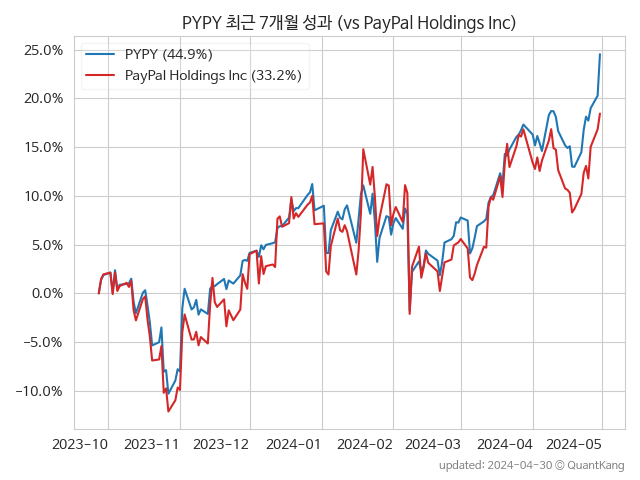 PYPY 최근 7개월 성과 (vs PayPal Holdings Inc)
PYPY (44.9%)
PayPal Holdings Inc (33.2%)
25.0%
20.0%
15.0%
10.0%
5.0%
0.0%
−5.0%
−10.0%
2023−10 2023−11 2023−12 2024−01 2024−02 2024−03 2024−04 2024−05
updated: 2024-04-30 © QuantKang